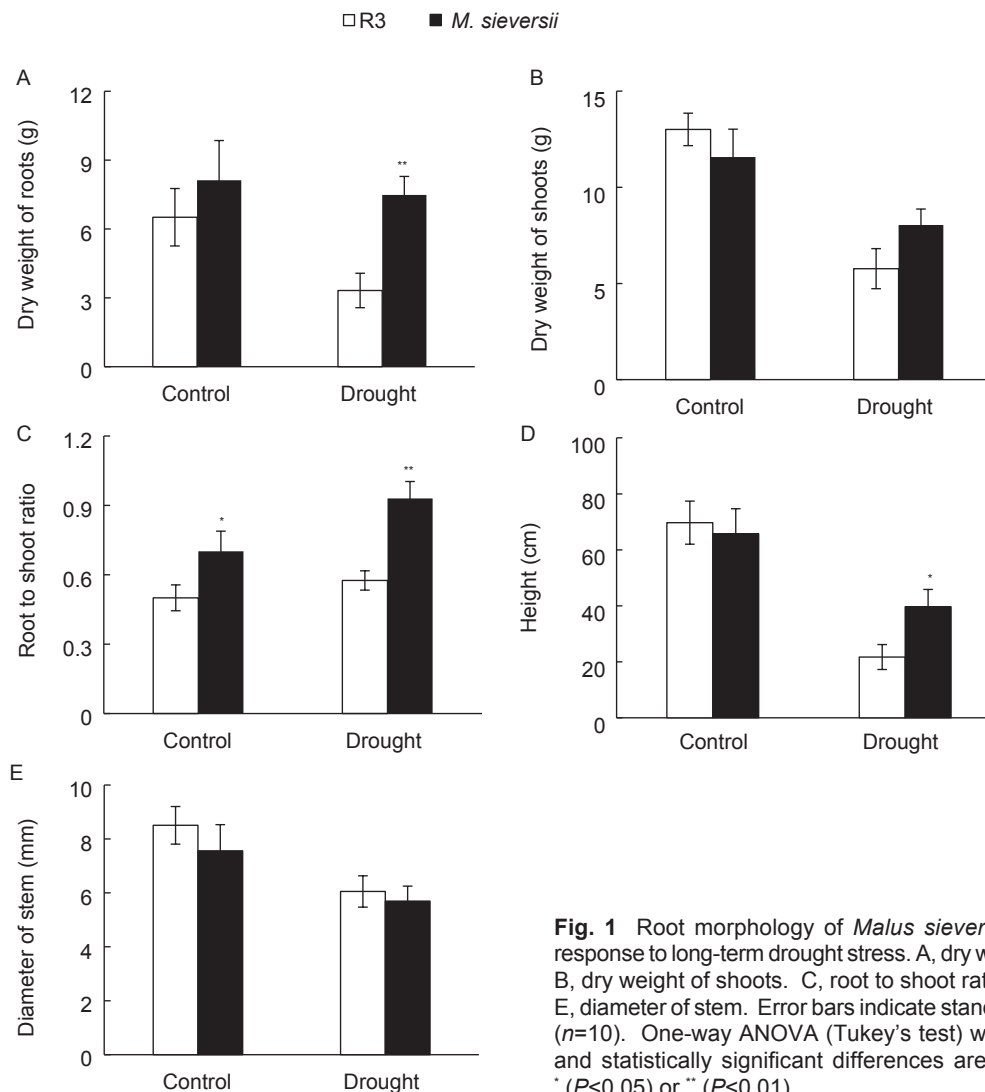 R3 M. sieversii
A
Dry weight of roots (g)
12
9
6
3
0
**
Control Drought
B
Dry weight of shoots (g)
15
10
5
0
Control Drought
C
Root to shoot ratio
1.2
0.9
0.6
0.3
0
*
**
Control Drought
D
Height (cm)
100
80
60
40
20
0
*
Control Drought
E
Diameter of stem (mm)
10
8
6
4
2
0
Control Drought
Fig. 1 Root morphology of Malus sievers
response to long-term drought stress. A, dry w
B, dry weight of shoots. C, root to shoot rat
E, diameter of stem. Error bars indicate stand
(n=10). One-way ANOVA (Tukey's test) w
and statistically significant differences are
* (P<0.05) or ** (P<0.01)